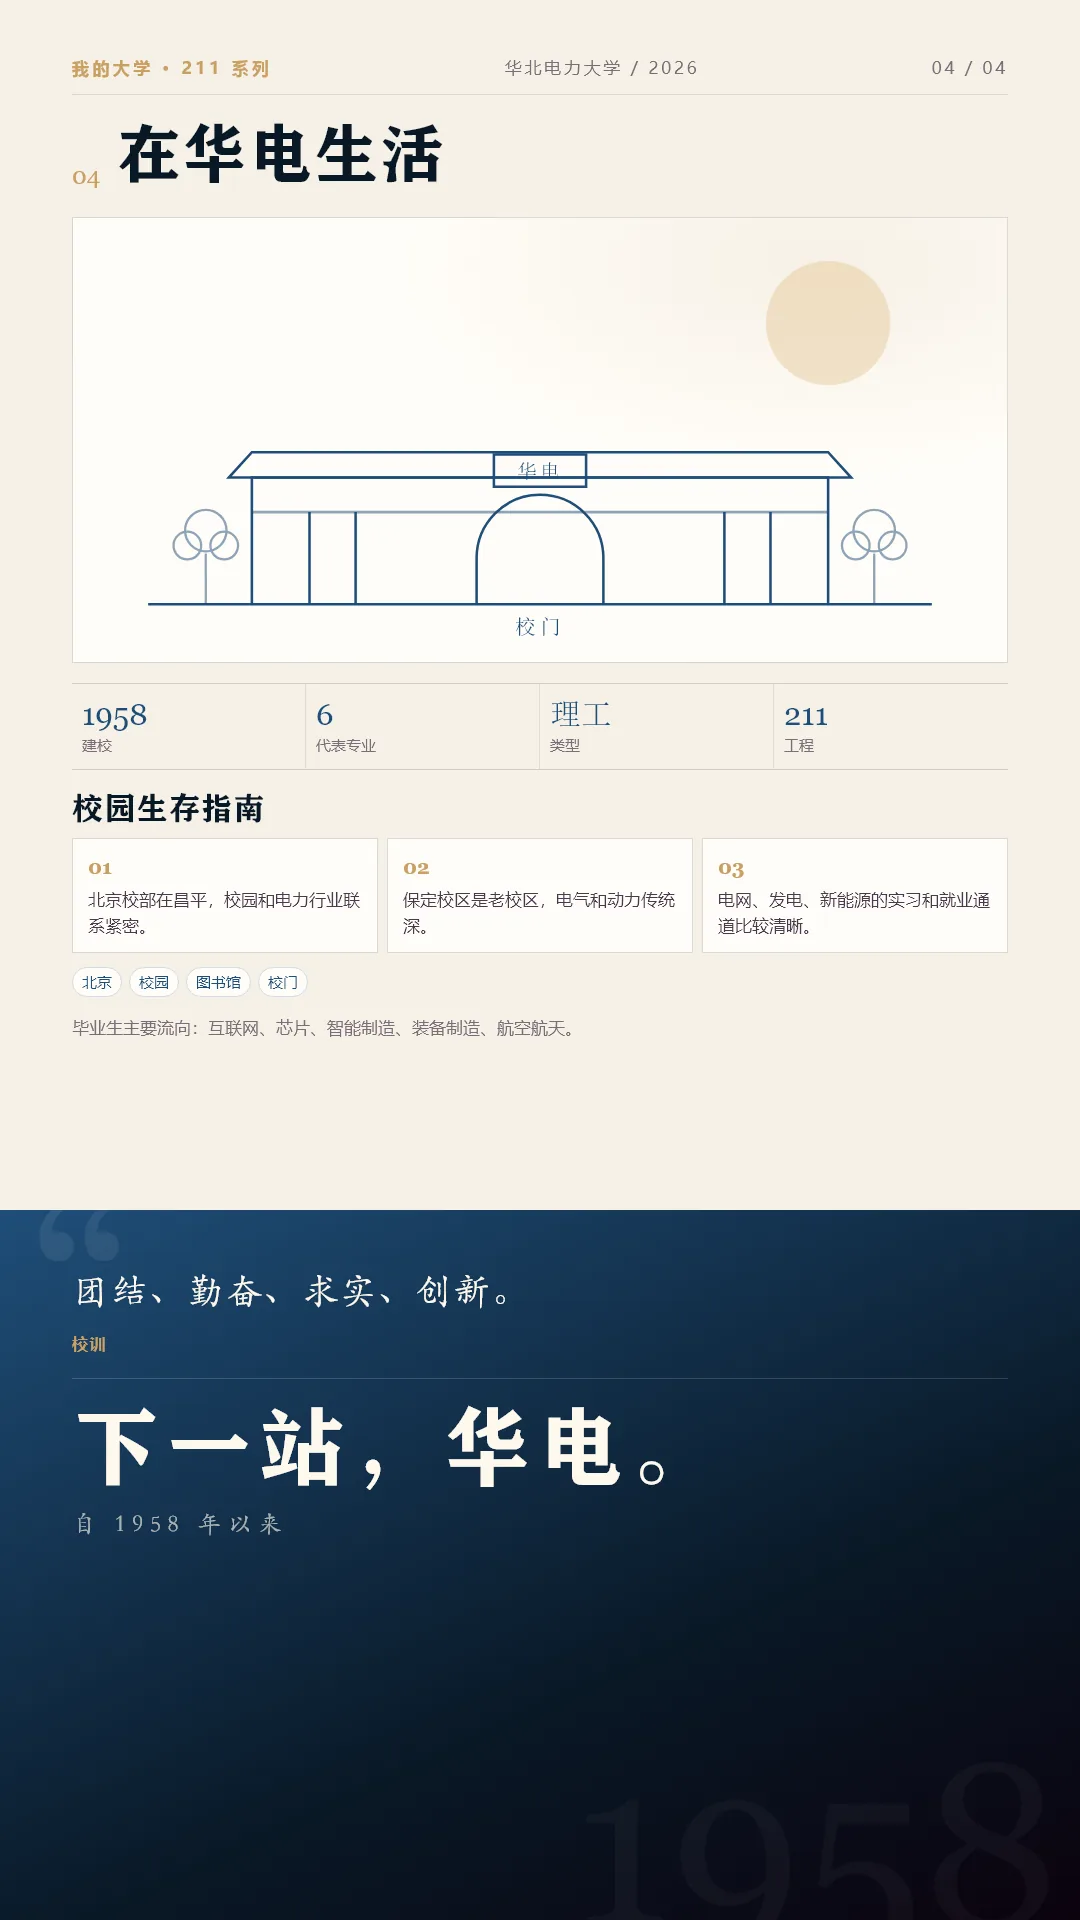 我的大学 · 211 系列
华北电力大学 / 2026
04 / 04
04 在华电生活
华电
校门
1958
建校
6
代表专业
理工
类型
211
工程
校园生存指南
01
北京校部在昌平，校园和电力行业联
系紧密。
02
保定校区是老校区，电气和动力传统
深。
03
电网、发电、新能源的实习和就业通
道比较清晰。
北京 校园 图书馆 校门
毕业生主要流向：互联网、芯片、智能制造、装备制造、航空航天。
“
团结、勤奋、求实、创新。
校训
下一站，华电。
自 1958 年以来
1958